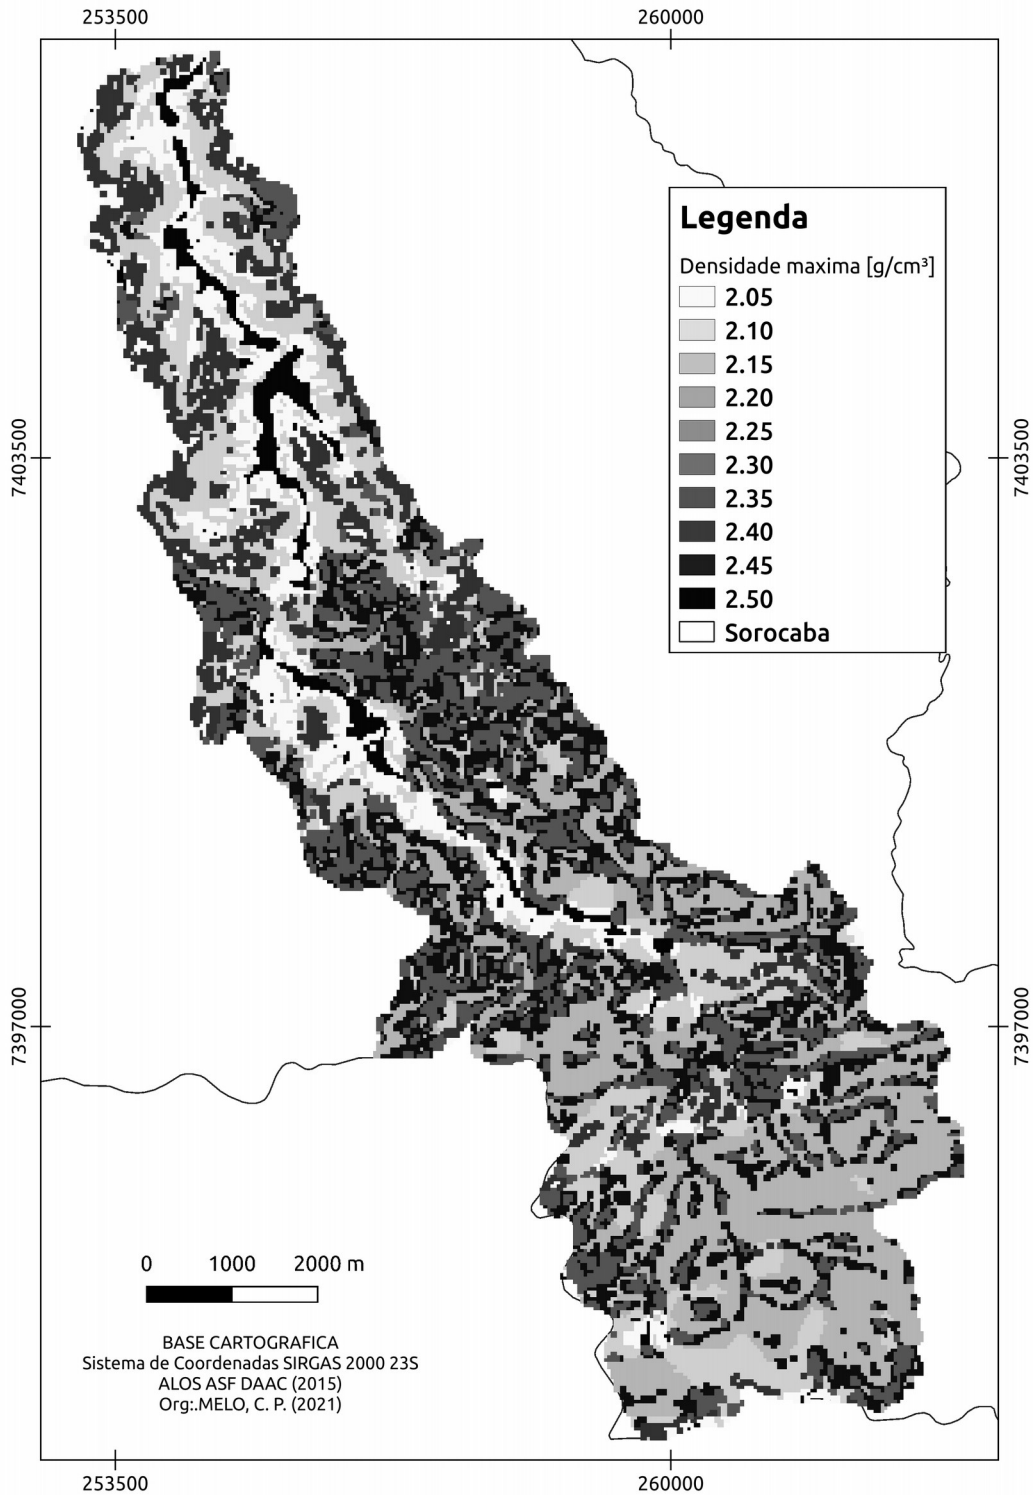 253500
260000
Legenda
Densidade maxima [g/cm³]
2.05
2.10
2.15
2.20
2.25
2.30
2.35
2.40
2.45
2.50
Sorocaba
7403500
7403500
7397000
7397000
0 1000 2000 m
BASE CARTOGRAFICA
Sistema de Coordenadas SIRGAS 2000 23S
ALOS ASF DAAC (2015)
Org:.MELO, C. P. (2021)
253500
260000